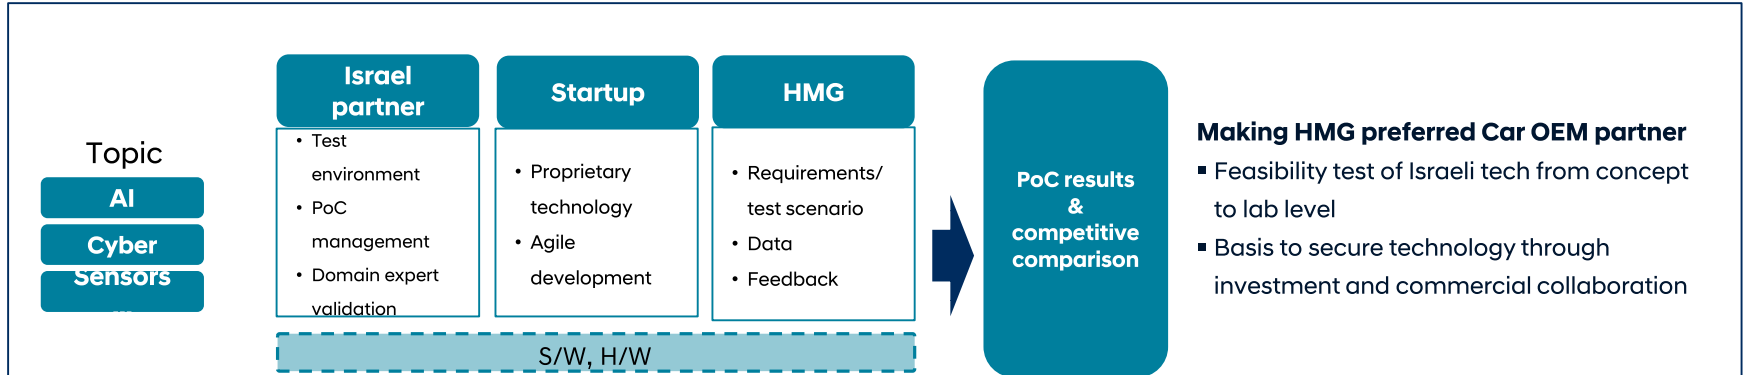 Topic
AI
Cyber
Sensors
...
Israel
partner
• Test
environment
• PoC
management
• Domain expert
validation
Startup
• Proprietary
technology
• Agile
development
HMG
• Requirements/
test scenario
• Data
• Feedback
S/W, H/W
PoC results
&
competitive
comparison
Making HMG preferred Car OEM partner
▪ Feasibility test of Israeli tech from concept
to lab level
▪ Basis to secure technology through
investment and commercial collaboration